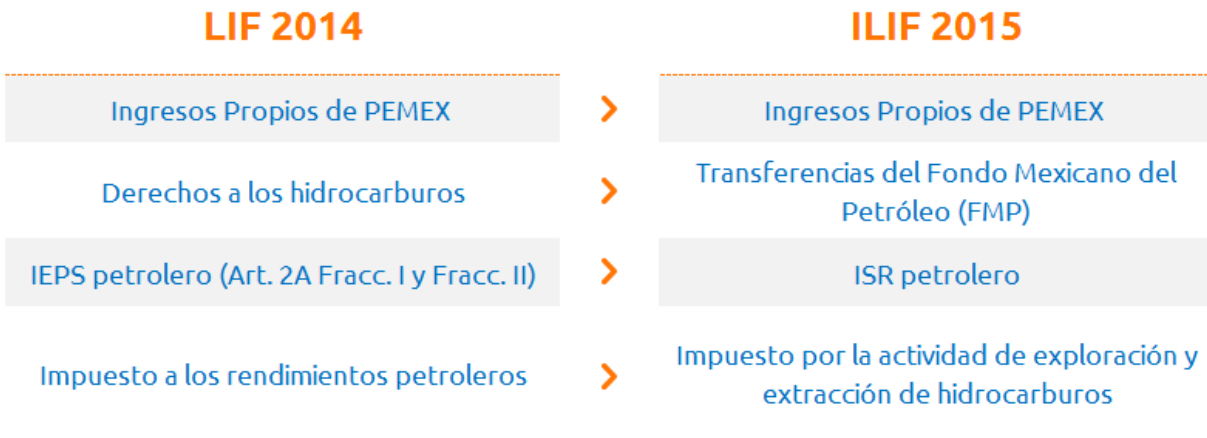 LIF 2014
ILIF 2015
Ingresos Propios de PEMEX
Ingresos Propios de PEMEX
Derechos a los hidrocarburos
Transferencias del Fondo Mexicano del
Petróleo (FMP)
IEPS petrolero (Art. 2A Fracc. I y Fracc. II)
ISR petrolero
Impuesto a los rendimientos petroleros
Impuesto por la actividad de exploración y
extracción de hidrocarburos